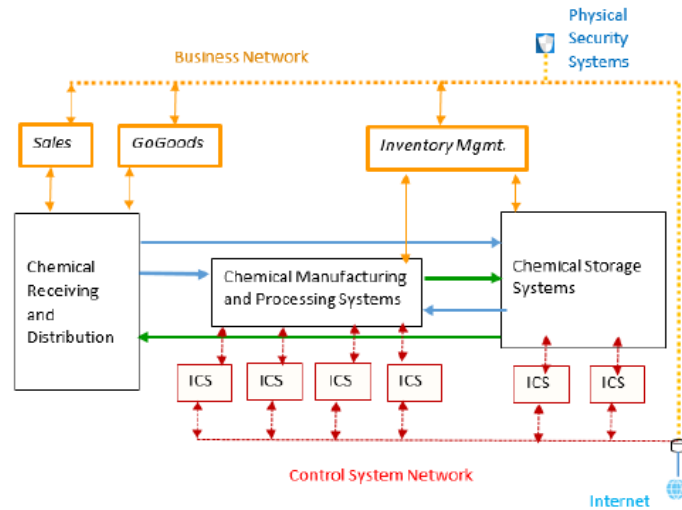 Physical
Security
Systems
Business Network
Sales
GoGoods
Inventory Mgmt.
Chemical
Receiving
and
Distribution
Chemical Manufacturing
and Processing Systems
Chemical Storage
Systems
ICS
ICS
ICS
ICS
ICS
ICS
Control System Network
Internet